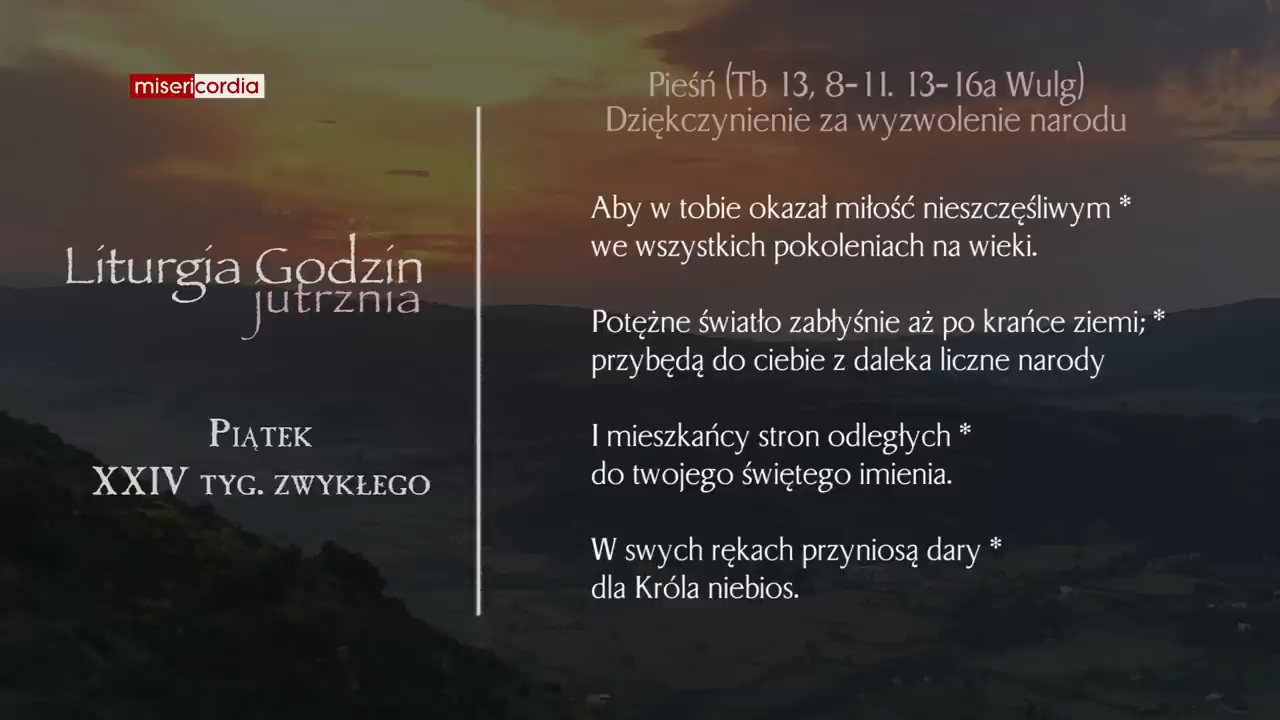 misericordia
Liturgia Godzin
jutrznia
Piątek
XXIV tyg. zwykłego
Pieśń (Tb 13, 8-11. 13-16a Wulg)
Dziękczynienie za wyzwolenie narodu
Aby w tobie okazał miłość nieszczęśliwym *
we wszystkich pokoleniach na wieki.
Potężne światło zabłyśnie aż po krańce ziemi; *
przybędą do ciebie z daleka liczne narody
I mieszkańcy stron odległych *
do twojego świętego imienia.
W swych rękach przyniosą dary *
dla Króla niebios.